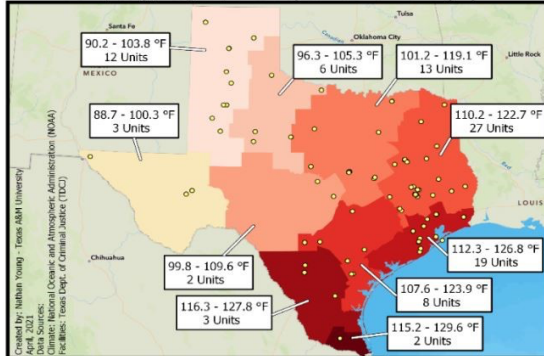 Tulsa
Santa Fe
Oklahoma City
Canadian
90.2 - 103.8 °F
12 Units
96.3 - 105.3 °F
6 Units
101.2 - 119.1 °F
13 Units
Little Rock
MEXICO
88.7 - 100.3 °F
3 Units
110.2 - 122.7 °F
27 Units
Red
LOUIS
Chihuahua
99.8 - 109.6 °F
2 Units
112.3 - 126.8 °F
19 Units
116.3 - 127.8 °F
3 Units
107.6 - 123.9 °F
8 Units
115.2 - 129.6 °F
2 Units
Created by: Nathan Young - Texas A&M University
April, 2021
Data Sources:
Climate: National Oceanic and Atmospheric Administration (NOAA)
Facilities: Texas Dept. of Criminal Justice (TDCJ)